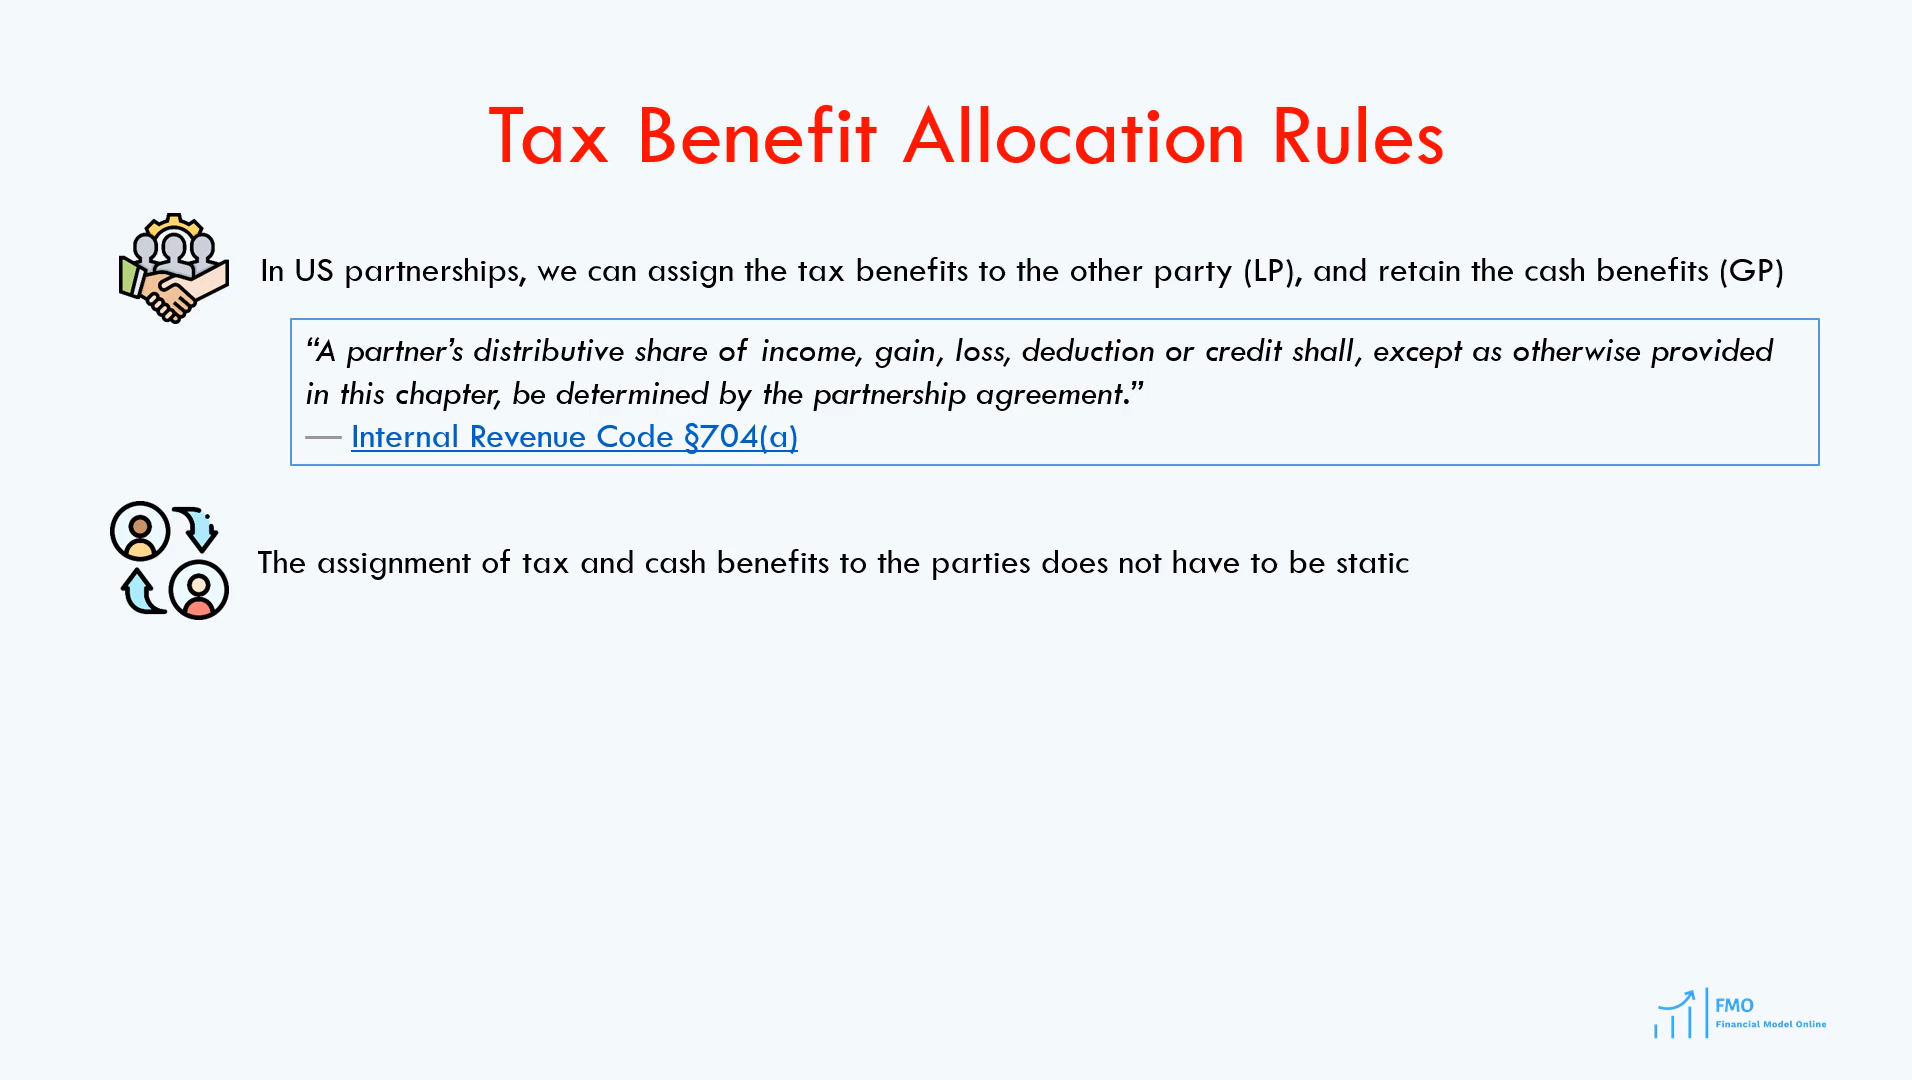 Tax Benefit Allocation Rules
In US partnerships, we can assign the tax benefits to the other party (LP), and retain the cash benefits (GP)
“A partner’s distributive share of income, gain, loss, deduction or credit shall, except as otherwise provided
in this chapter, be determined by the partnership agreement.”
— Internal Revenue Code §704(a)
The assignment of tax and cash benefits to the parties does not have to be static
FMO
Financial Model Online